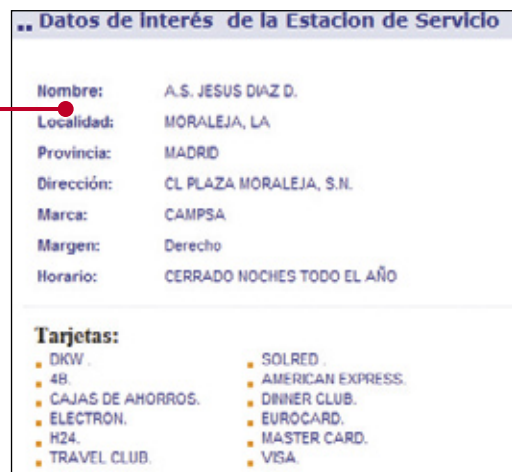 .. Datos de interés de la Estacion de Servicio
Nombre: A.S. JESUS DIAZ D.
Localidad: MORALEJA, LA
Provincia: MADRID
Dirección: CL PLAZA MORALEJA, S.N.
Marca: CAMPSA
Margen: Derecho
Horario: CERRADO NOCHES TODO EL AÑO
Tarjetas:
DKW . SOLRED .
4B. AMERICAN EXPRESS.
CAJAS DE AHORROS. DINNER CLUB.
ELECTRON. EUROCARD.
H24. MASTER CARD.
TRAVEL CLUB. VISA.